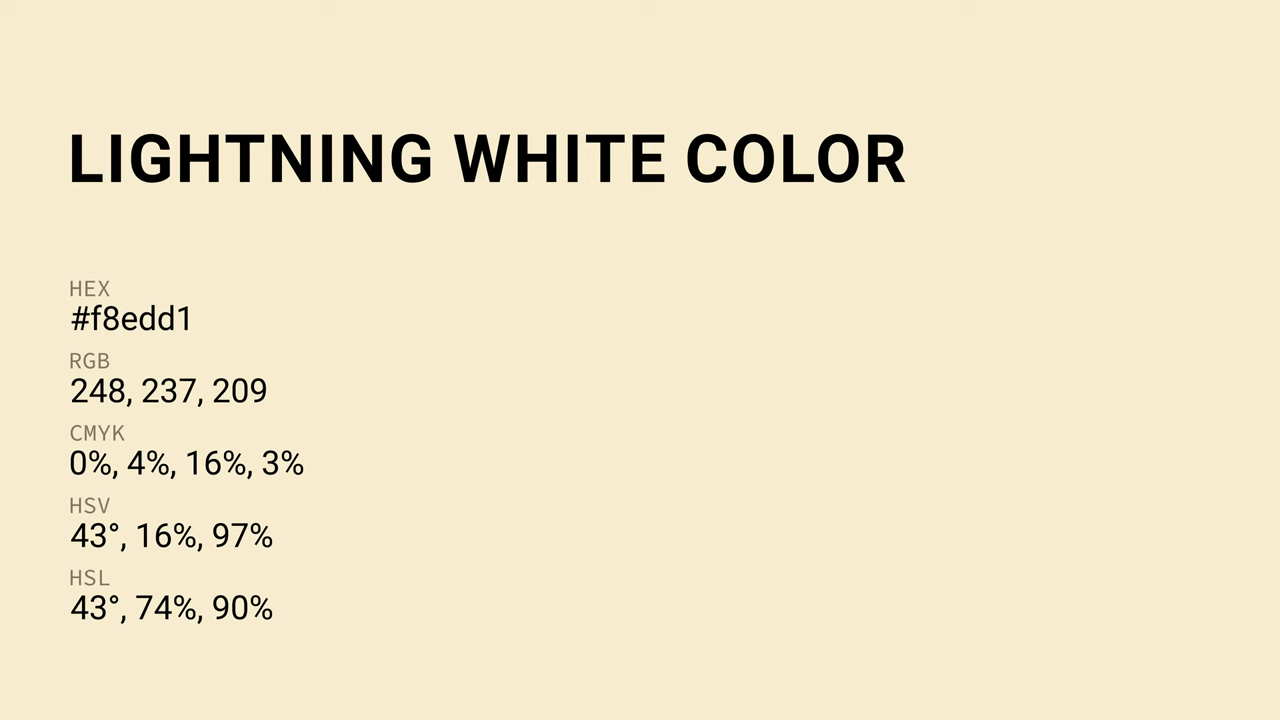 LIGHTNING WHITE COLOR
HEX
#f8edd1
RGB
248, 237, 209
CMYK
0%, 4%, 16%, 3%
HSV
43°, 16%, 97%
HSL
43°, 74%, 90%